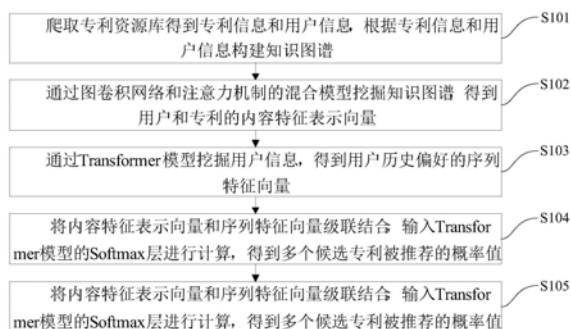 爬取专利资源库得到专利信息和用户信息,根据专利信息和用
户信息构建知识图谱
S101
通过图卷积网络和注意力机制的混合模型挖掘知识图谱 得到
用户和专利的内容特征表示向量
S102
通过Transformer模型挖掘用户信息,得到用户历史偏好的序列
特征向量
S103
将内容特征表示向量和序列特征向量级联结合 输入Transfor
mer模型的Softmax层进行计算,得到多个候选专利被推荐的概率值
S104
将内容特征表示向量和序列特征向量级联结合 输入Transfor
mer模型的Softmax层进行计算,得到多个候选专利被推荐的概率值
S105